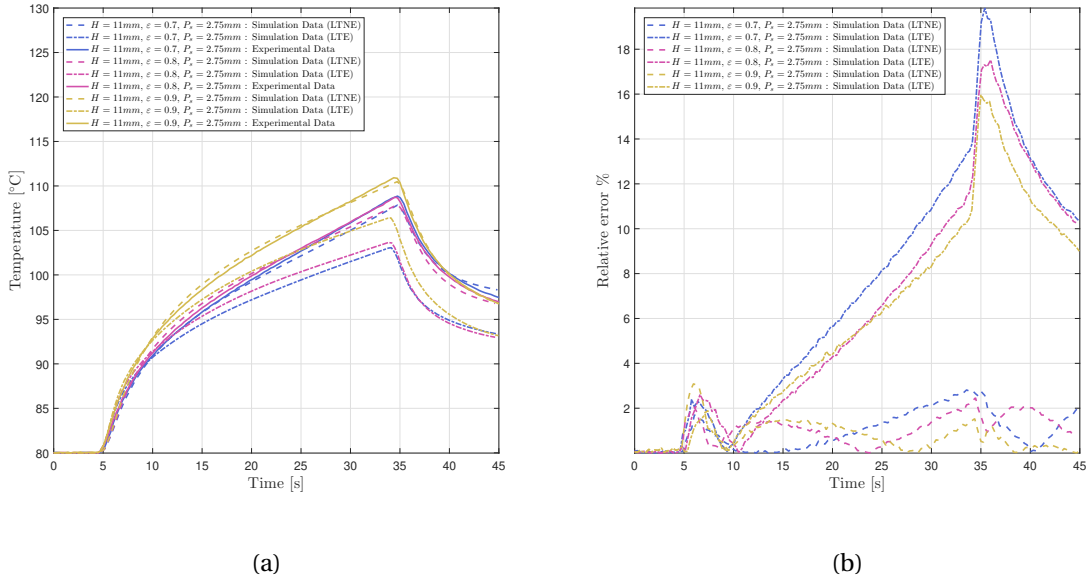 H = 11mm, ε = 0.7, Pₛ = 2.75mm : Simulation Data (LTNE)
H = 11mm, ε = 0.7, Pₛ = 2.75mm : Simulation Data (LTE)
H = 11mm, ε = 0.7, Pₛ = 2.75mm : Experimental Data
H = 11mm, ε = 0.8, Pₛ = 2.75mm : Simulation Data (LTNE)
H = 11mm, ε = 0.8, Pₛ = 2.75mm : Simulation Data (LTE)
H = 11mm, ε = 0.8, Pₛ = 2.75mm : Experimental Data
H = 11mm, ε = 0.9, Pₛ = 2.75mm : Simulation Data (LTNE)
H = 11mm, ε = 0.9, Pₛ = 2.75mm : Simulation Data (LTE)
H = 11mm, ε = 0.9, Pₛ = 2.75mm : Experimental Data
Temperature [°C]
130
125
120
115
110
105
100
95
90
85
80
0 5 10 15 20 25 30 35 40 45
Time [s]
(a)
H = 11mm, ε = 0.7, Pₛ = 2.75mm : Simulation Data (LTNE)
H = 11mm, ε = 0.7, Pₛ = 2.75mm : Simulation Data (LTE)
H = 11mm, ε = 0.8, Pₛ = 2.75mm : Simulation Data (LTNE)
H = 11mm, ε = 0.8, Pₛ = 2.75mm : Simulation Data (LTE)
H = 11mm, ε = 0.9, Pₛ = 2.75mm : Simulation Data (LTNE)
H = 11mm, ε = 0.9, Pₛ = 2.75mm : Simulation Data (LTE)
Relative error %
18
16
14
12
10
8
6
4
2
0 5 10 15 20 25 30 35 40 45
Time [s]
(b)